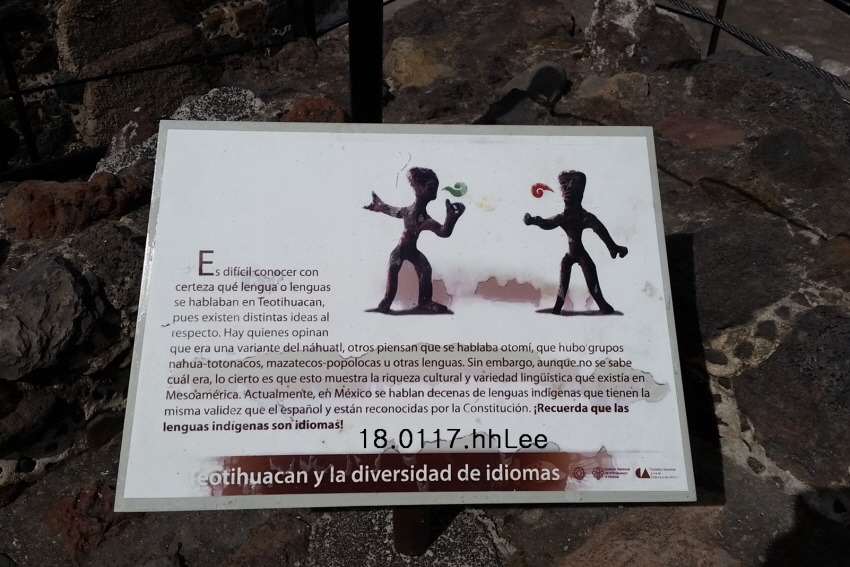 Es difícil conocer con
certeza qué lengua o lenguas
se hablaban en Teotihuacan,
pues existen distintas ideas al
respecto. Hay quienes opinan
que era una variante del náhuatl, otros piensan que se hablaba otomí, que hubo grupos
nahua-totonacos, mazatecos-popolocas u otras lenguas. Sin embargo, aunque no se sabe
cuál era, lo cierto es que esto muestra la riqueza cultural y variedad lingüística que existía en
Mesoamérica. Actualmente, en México se hablan decenas de lenguas indígenas que tienen la
misma validez que el español y están reconocidas por la Constitución. ¡Recuerda que las
lenguas indígenas son idiomas!
18.0117.hhLee
Teotihuacan y la diversidad de idiomas